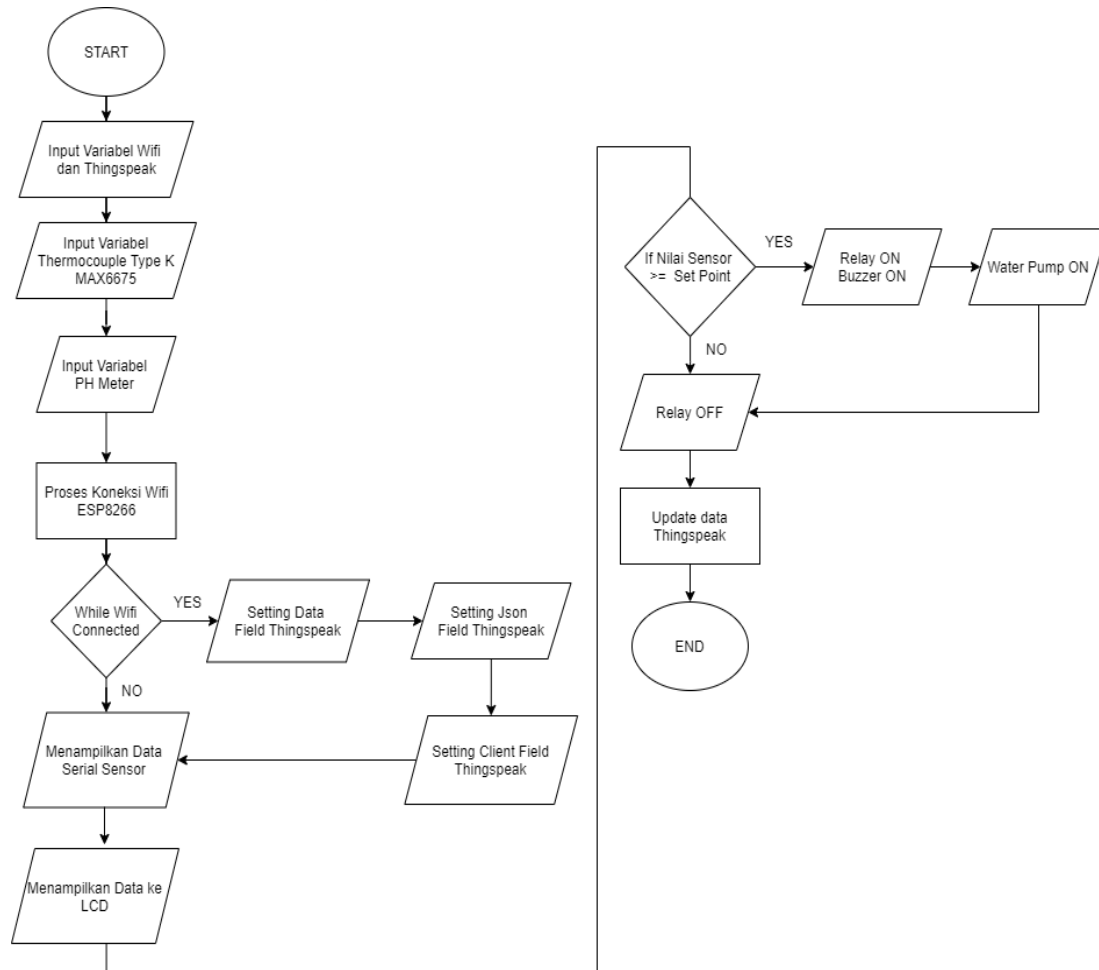 START
Input Variabel Wifi
dan Thingspeak
Input Variabel
Thermocouple Type K
MAX6675
Input Variabel
PH Meter
Proses Koneksi Wifi
ESP8266
While Wifi
Connected
YES
Setting Data
Field Thingspeak
Setting Json
Field Thingspeak
Setting Client Field
Thingspeak
NO
Menampilkan Data
Serial Sensor
Menampilkan Data ke
LCD
If Nilai Sensor
>= Set Point
YES
Relay ON
Buzzer ON
Water Pump ON
NO
Relay OFF
Update data
Thingspeak
END